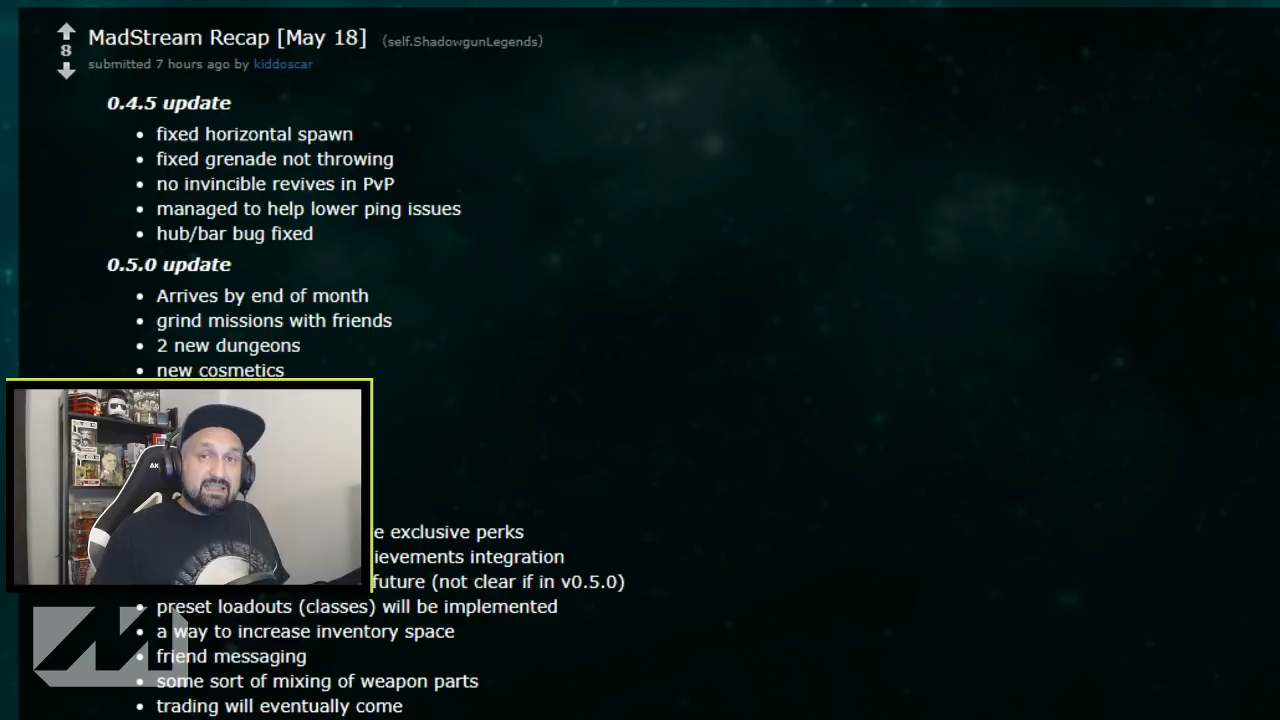 MadStream Recap [May 18] (self.ShadowgunLegends)
8
submitted 7 hours ago by kiddoscar
0.4.5 update
• fixed horizontal spawn
• fixed grenade not throwing
• no invincible revives in PvP
• managed to help lower ping issues
• hub/bar bug fixed
0.5.0 update
• Arrives by end of month
• grind missions with friends
• 2 new dungeons
• new cosmetics
exclusive perks
integration
future (not clear if in v0.5.0)
• preset loadouts (classes) will be implemented
• a way to increase inventory space
• friend messaging
• some sort of mixing of weapon parts
• trading will eventually come